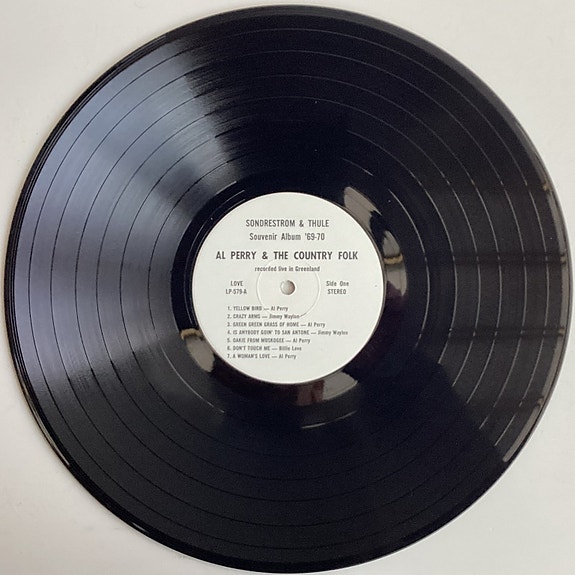 SONDRESTROM & THULE
Souvenir Album '69-70
AL PERRY & THE COUNTRY FOLK
recorded live in Greenland
LOVE Side One
LP-579-A STEREO
1. YELLOW BIRD — Al Perry
2. CRAZY ARMS — Jimmy Wayine
3. GREEN GREEN GRASS OF HOME — Al Perry
4. IS ANYBODY GOIN' TO SAN ANTONE — Jimmy Wayine
5. OAKIE FROM MUSKOGEE — Al Perry
6. DON'T TOUCH ME — Billie Love
7. A WOMAN'S LOVE — Al Perry